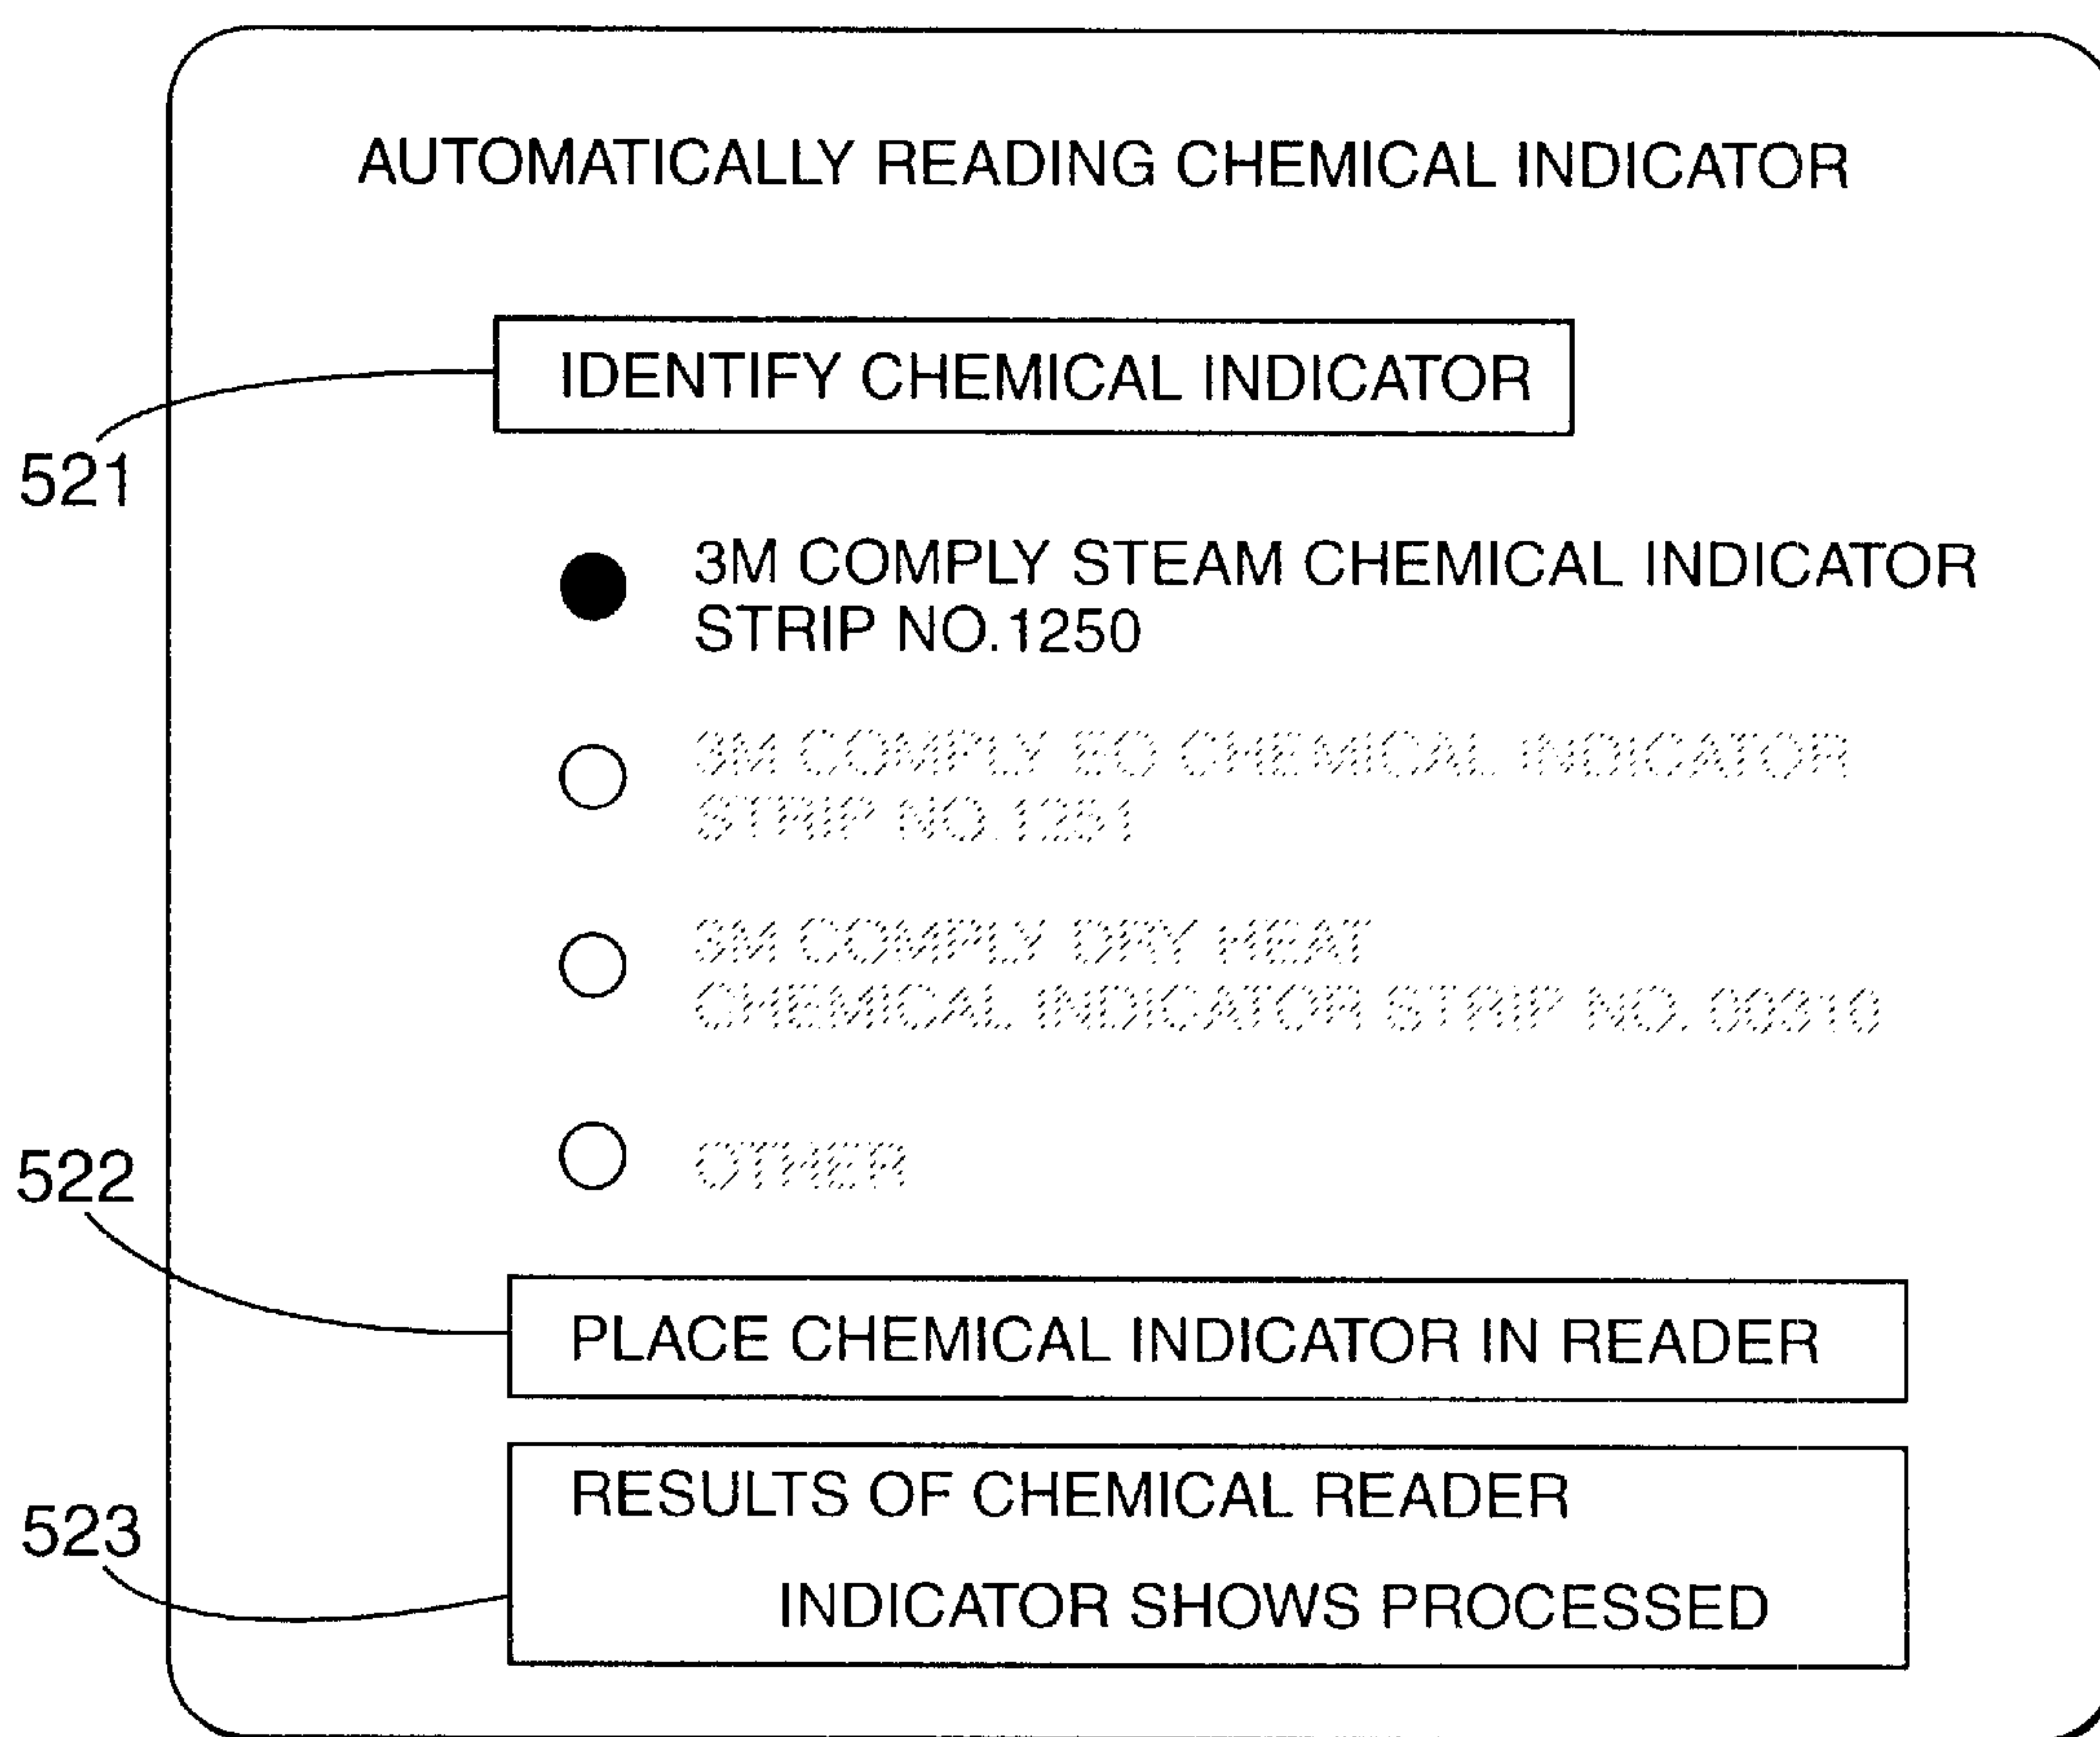 AUTOMATICALLY READING CHEMICAL INDICATOR
IDENTIFY CHEMICAL INDICATOR
521
3M COMPLY STEAM CHEMICAL INDICATOR
STRIP NO.1250
3M COMPLY EO CHEMICAL INDICATOR
STRIP NO.1251
3M COMPLY DRY HEAT
CHEMICAL INDICATOR STRIP NO. 00310
OTHER
522
PLACE CHEMICAL INDICATOR IN READER
RESULTS OF CHEMICAL READER
523
INDICATOR SHOWS PROCESSED